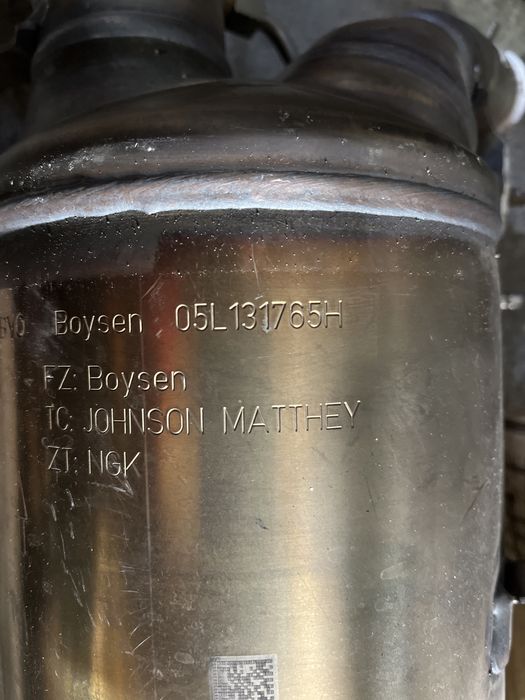 Boysen 05L131765H
FZ: Boysen
TC: JOHNSON MATTHEY
ZT: NGK